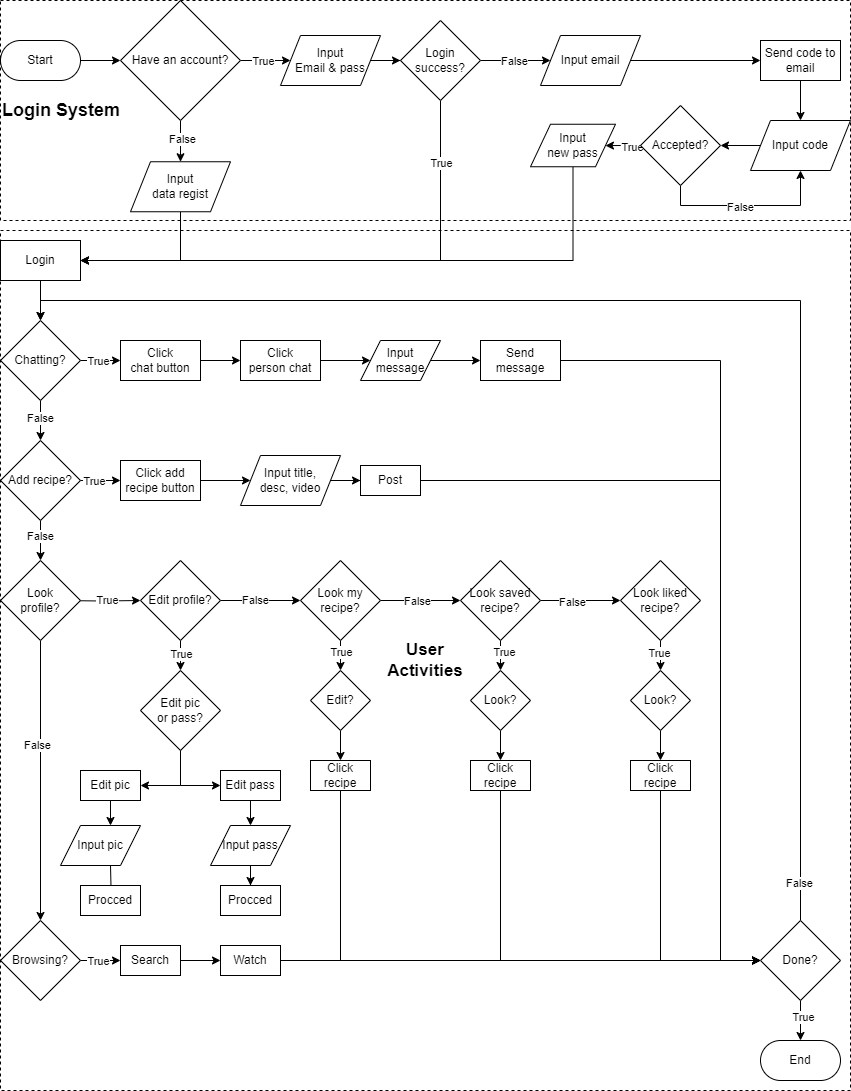 Start
Have an account?
True
Input
Email & pass
Login
success?
False
Input email
Send code to
email
Login System
False
Input
data regist
True
Input
new pass
True
Accepted?
Input code
False
Login
Chatting?
True
Click
chat button
Click
person chat
Input
message
Send
message
False
Add recipe?
True
Click add
recipe button
Input title,
desc, video
Post
False
Look
profile?
True
Edit profile?
False
Look my
recipe?
False
Look saved
recipe?
False
Look liked
recipe?
User
Activities
True
True
True
True
Edit pic
or pass?
Edit?
Look?
Look?
False
Edit pic
Edit pass
Click
recipe
Click
recipe
Click
recipe
Input pic
Input pass
Procced
Procced
False
Browsing?
True
Search
Watch
Done?
True
End